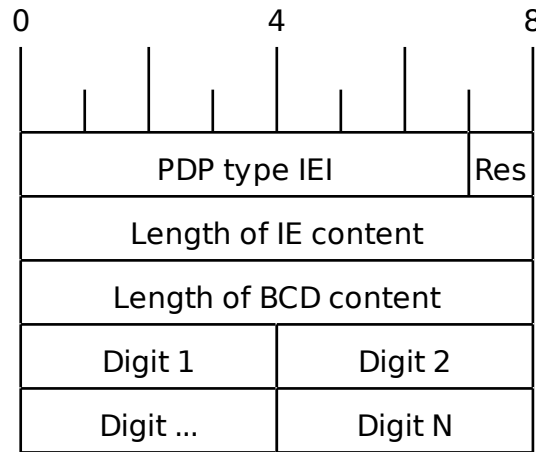 0 4 8
PDP type IEI Res
Length of IE content
Length of BCD content
Digit 1 Digit 2
Digit ... Digit N